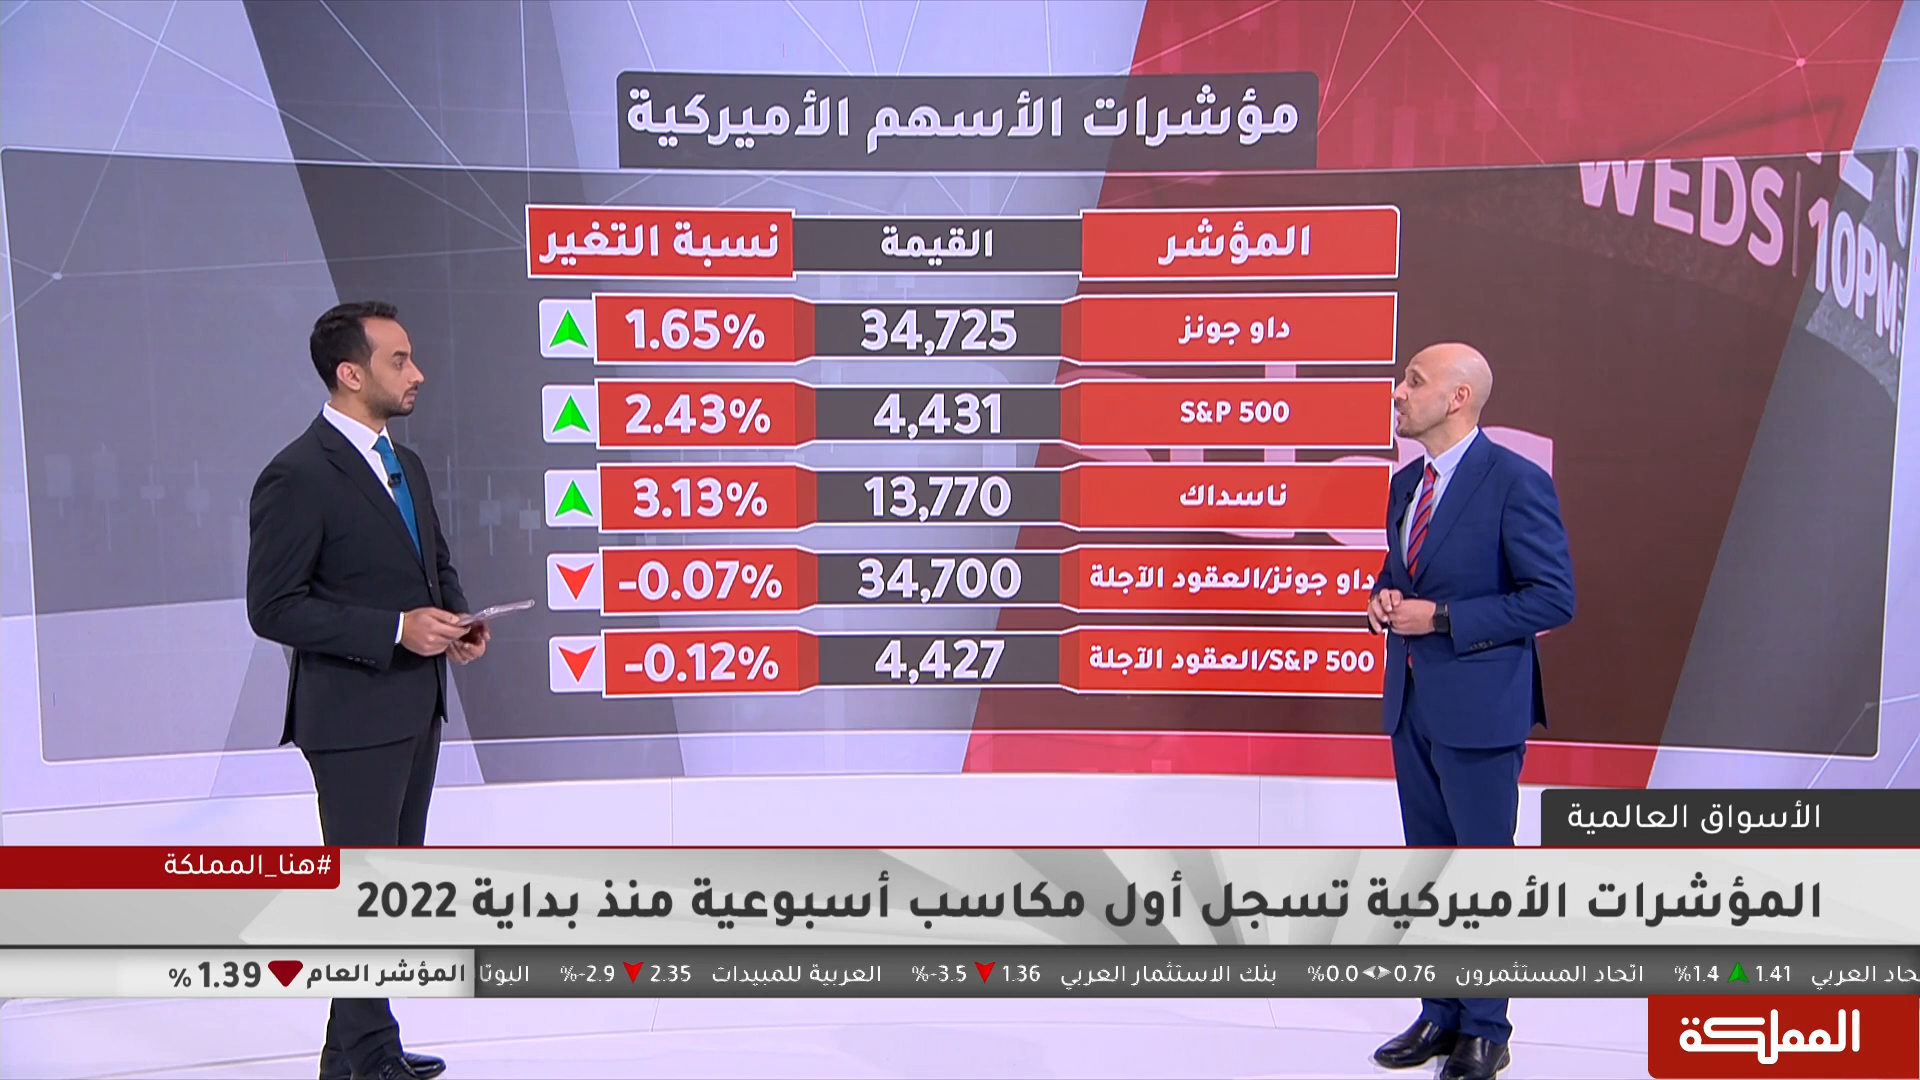 مؤشرات الأسهم الأميركية
WEDS
10PM
المؤشر القيمة نسبة التغير
داو جونز 34,725 1.65%
S&P 500 4,431 2.43%
ناسداك 13,770 3.13%
داو جونز/العقود الآجلة 34,700 -0.07%
S&P 500/العقود الآجلة 4,427 -0.12%
الأسواق العالمية
#هنا_المملكة
المؤشرات الأميركية تسجل أول مكاسب أسبوعية منذ بداية 2022
العربي 1.41 %1.4 اتحاد المستثمرون 0.76 %0.0 بنك الاستثمار العربي 1.36 %-3.5 العربية للمبيدات 2.35 %-2.9 البوتا
المؤشر العام 1.39 %
المملكة